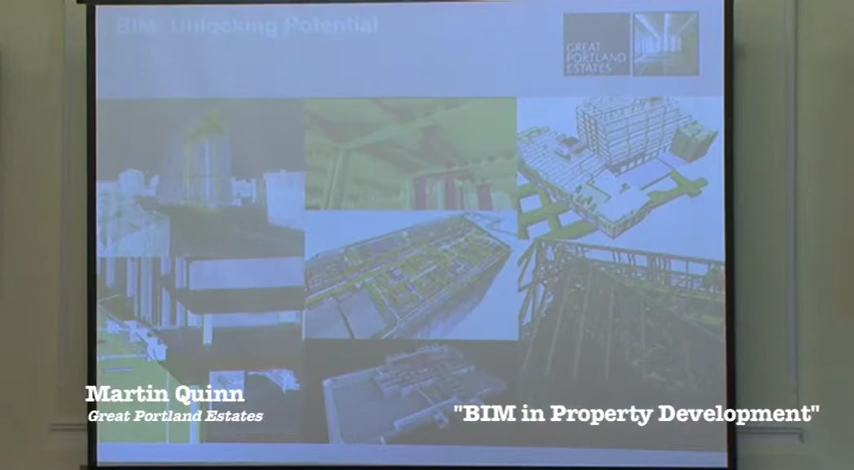 BIM: Unlocking Potential
GREAT
PORTLAND
ESTATES
Martin Quinn
Great Portland Estates
"BIM in Property Development"